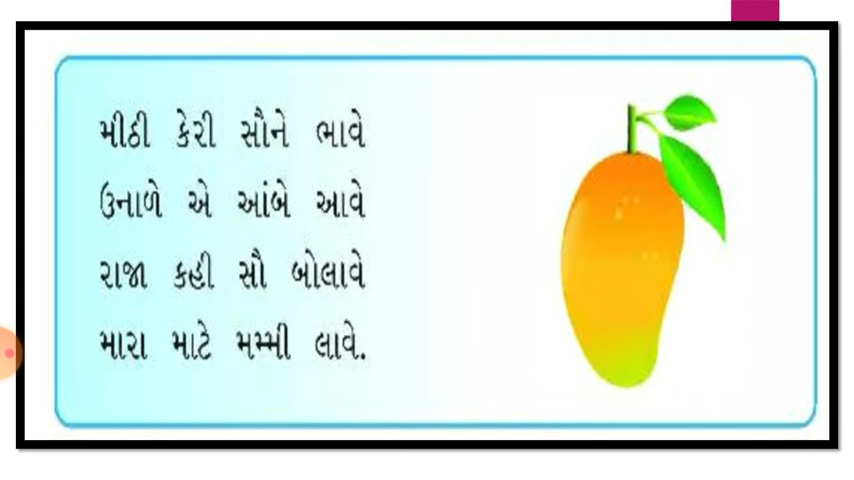 મીઠી કેરી સૌને ભાવે
ઉનાળે એ આંબે આવે
રાજા કહી સૌ બોલાવે
મારા માટે મમ્મી લાવે.